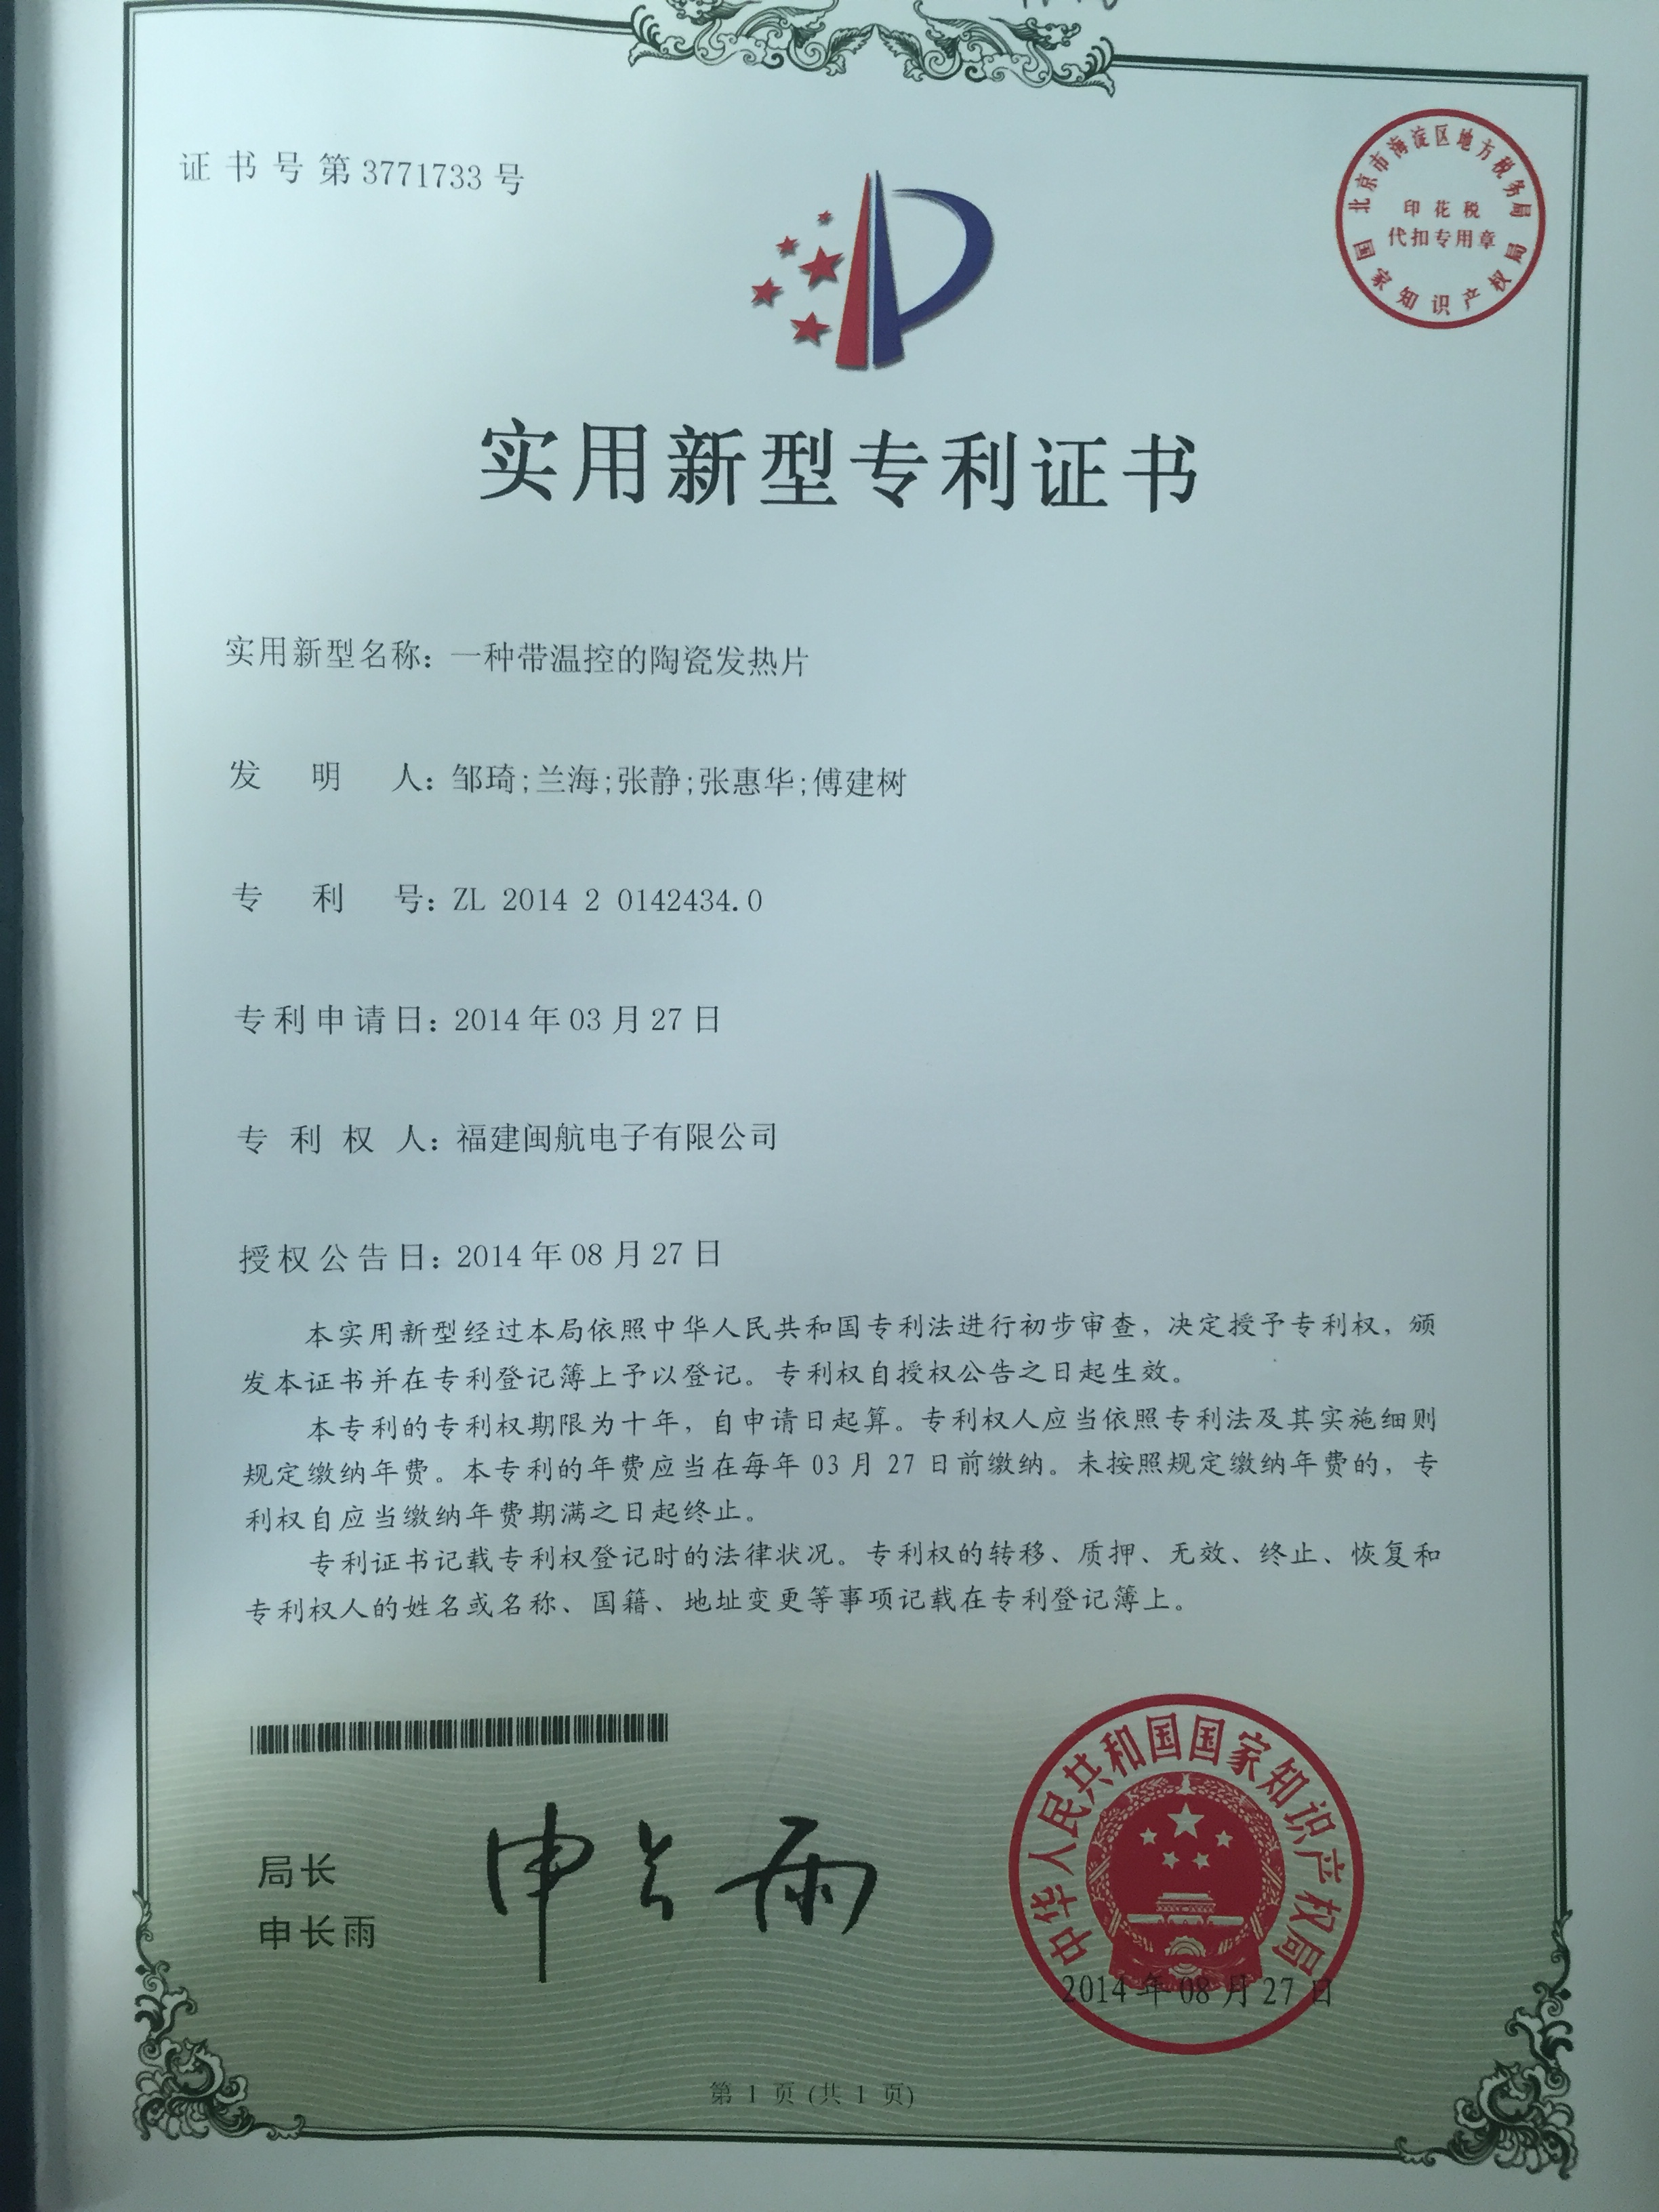 证书号第3771733号
北京市海淀区地方税务局
印花税
代扣专用章
国家知识产权局
实用新型专利证书
实用新型名称：一种带温控的陶瓷发热片
发明人：邹琦;兰海;张静;张惠华;傅建树
专利号：ZL 2014 2 0142434.0
专利申请日：2014年03月27日
专利权人：福建闽航电子有限公司
授权公告日：2014年08月27日
本实用新型经过本局依照中华人民共和国专利法进行初步审查，决定授予专利权，颁
发本证书并在专利登记簿上予以登记。专利权自授权公告之日起生效。
本专利的专利权期限为十年，自申请日起算。专利权人应当依照专利法及其实施细则
规定缴纳年费。本专利的年费应当在每年03月27日前缴纳。未按照规定缴纳年费的，专
利权自应当缴纳年费期满之日起终止。
专利证书记载专利权登记时的法律状况。专利权的转移、质押、无效、终止、恢复和
专利权人的姓名或名称、国籍、地址变更等事项记载在专利登记簿上。
局长
申长雨
申长雨
中华人民共和国国家知识产权局
2014年08月27日
第 1 页 (共 1 页)